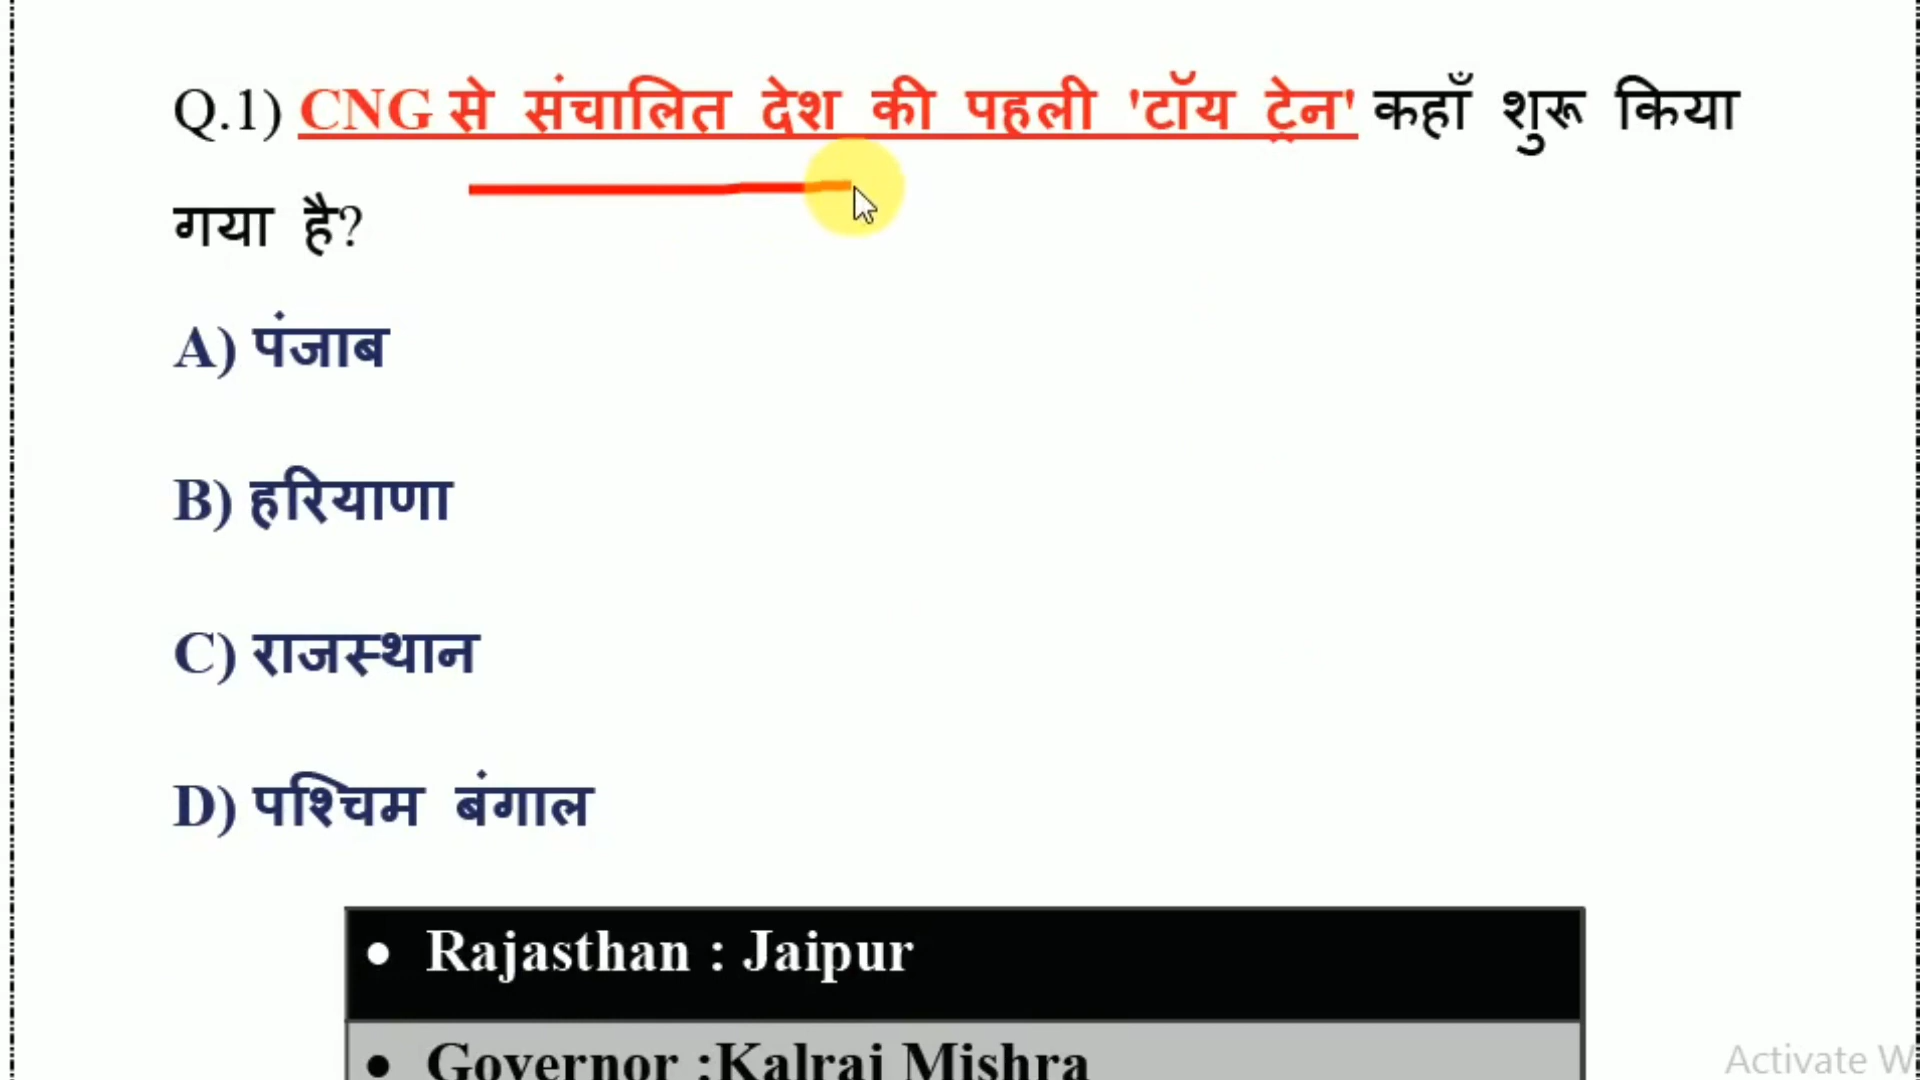 Q.1) CNG से संचालित देश की पहली 'टॉय ट्रेन' कहाँ शुरू किया
गया है?
A) पंजाब
B) हरियाणा
C) राजस्थान
D) पश्चिम बंगाल
• Rajasthan : Jaipur
• Governor :Kalraj Mishra
Activate W